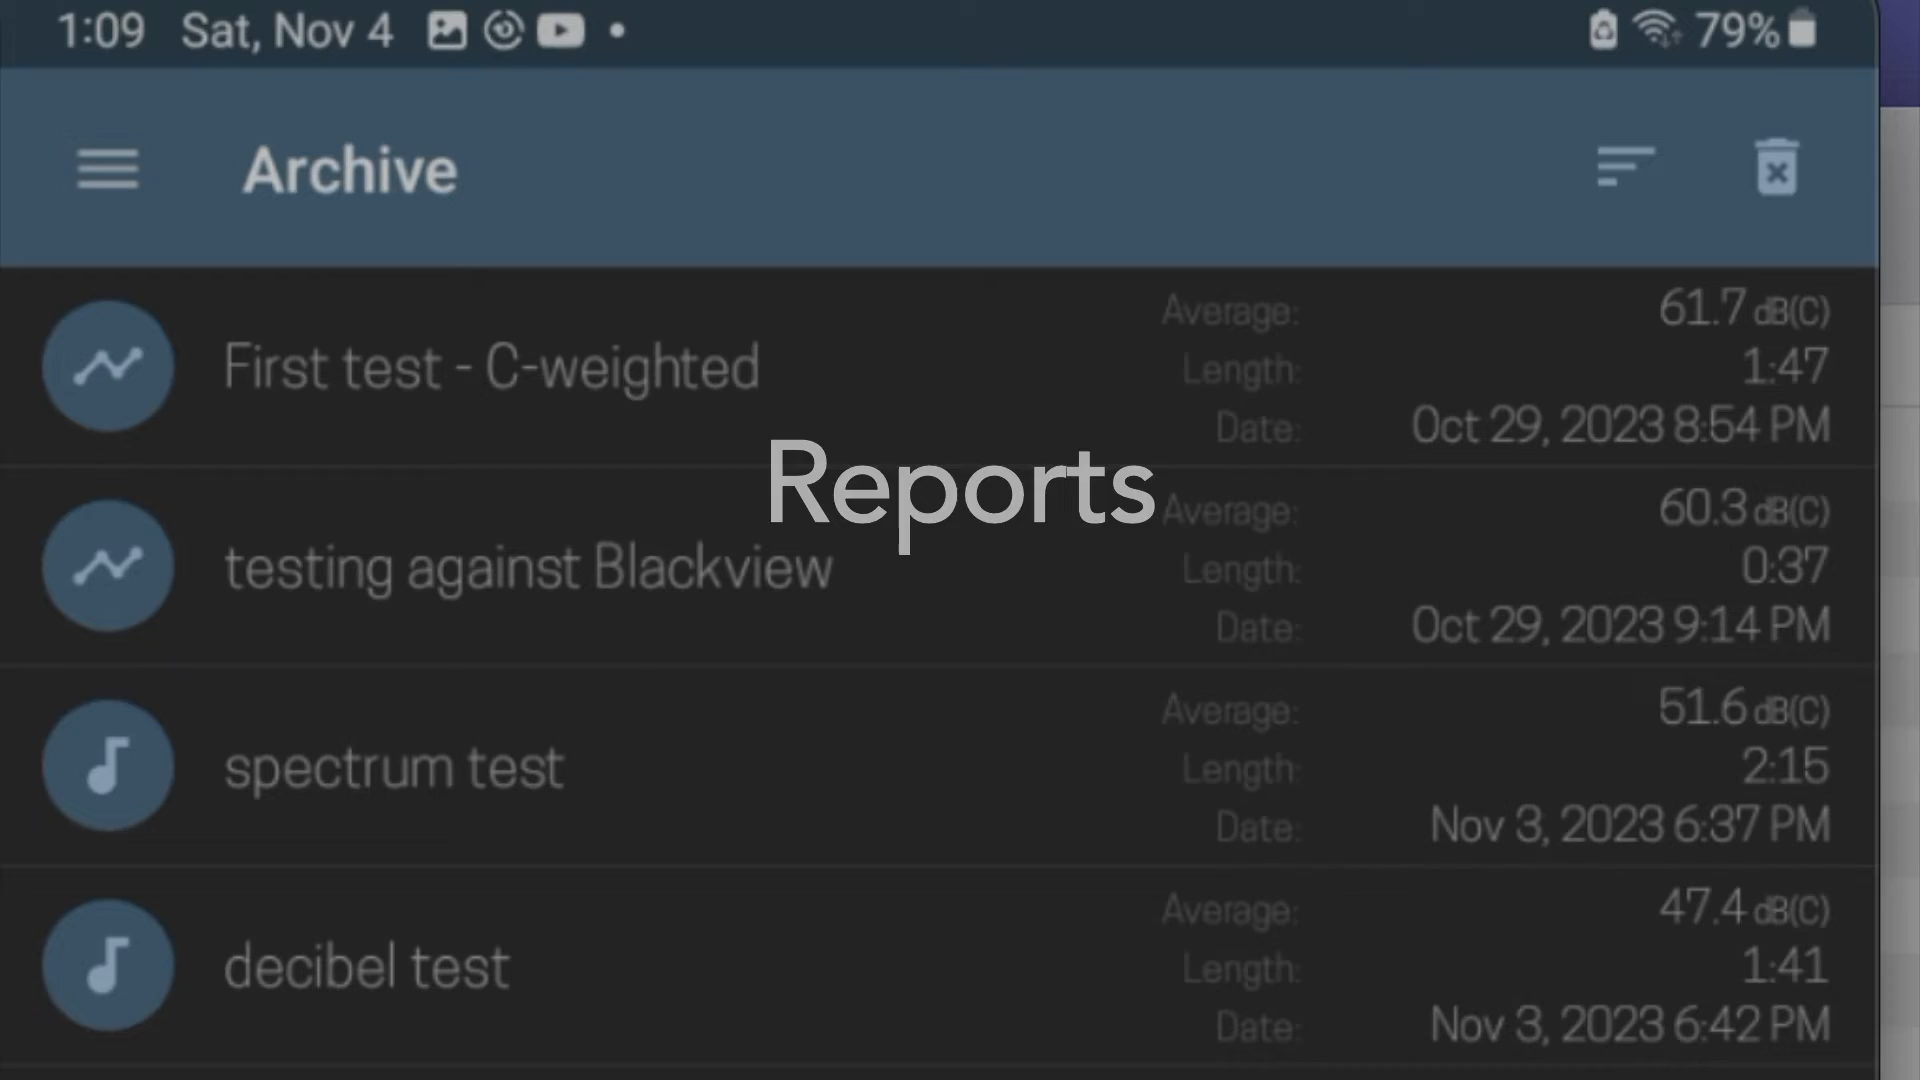 1:09 Sat, Nov 4 79%
Archive
First test - C-weighted
Average: 61.7 dB(C)
Length: 1:47
Date: Oct 29, 2023 8:54 PM
Reports
testing against Blackview
Average: 60.3 dB(C)
Length: 0:37
Date: Oct 29, 2023 9:14 PM
spectrum test
Average: 51.6 dB(C)
Length: 2:15
Date: Nov 3, 2023 6:37 PM
decibel test
Average: 47.4 dB(C)
Length: 1:41
Date: Nov 3, 2023 6:42 PM